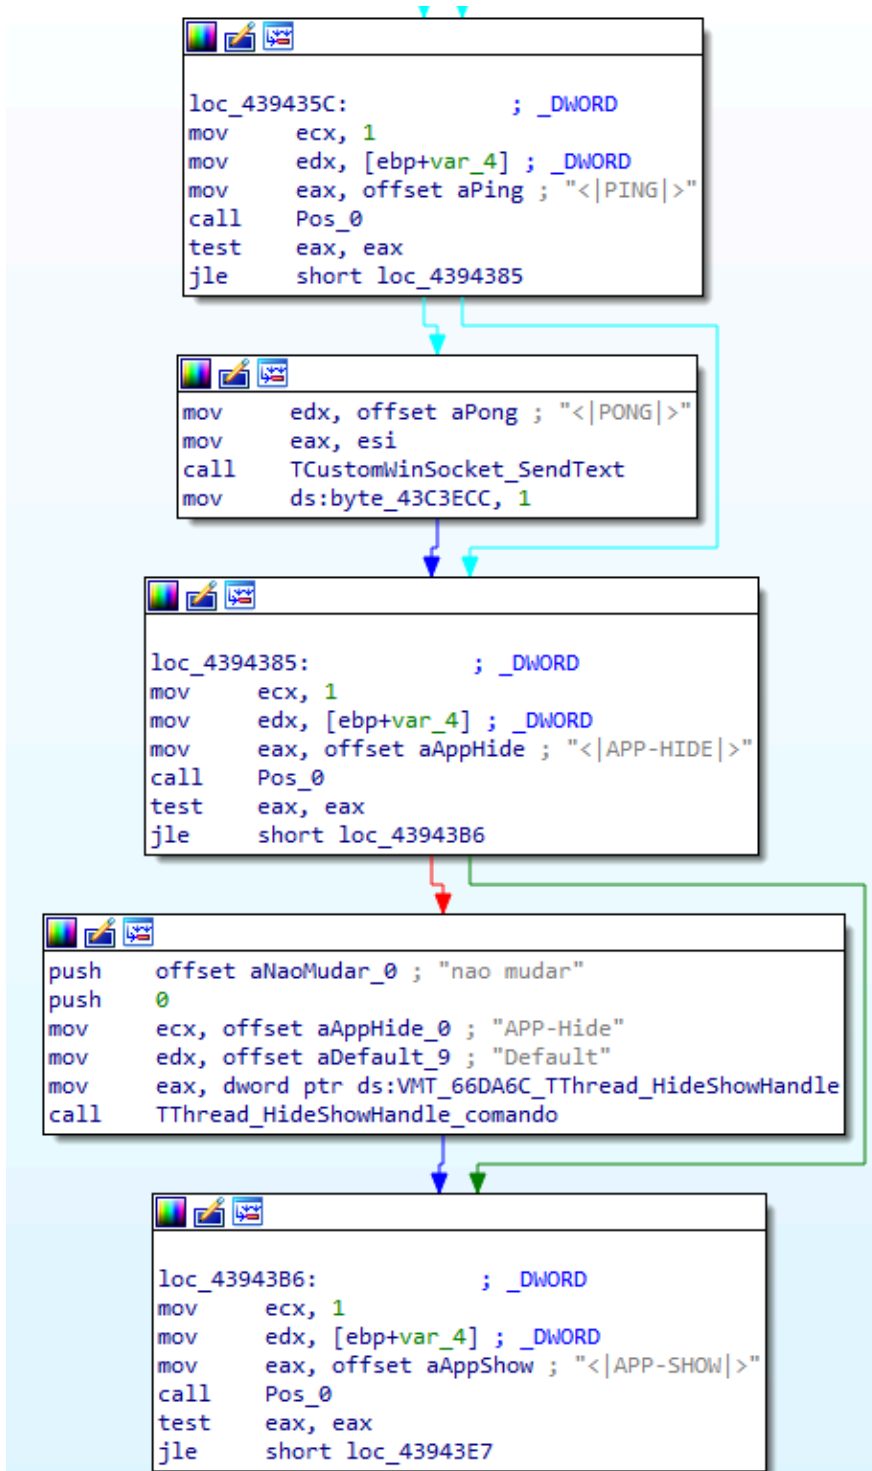 loc_439435C: ; _DWORD
mov ecx, 1
mov edx, [ebp+var_4] ; _DWORD
mov eax, offset aPing ; "<|PING|>"
call Pos_0
test eax, eax
jle short loc_4394385
mov edx, offset aPong ; "<|PONG|>"
mov eax, esi
call TCustomWinSocket_SendText
mov ds:byte_43C3ECC, 1
loc_4394385: ; _DWORD
mov ecx, 1
mov edx, [ebp+var_4] ; _DWORD
mov eax, offset aAppHide ; "<|APP-HIDE|>"
call Pos_0
test eax, eax
jle short loc_43943B6
push offset aNaoMudar_0 ; "nao mudar"
push 0
mov ecx, offset aAppHide_0 ; "APP-Hide"
mov edx, offset aDefault_9 ; "Default"
mov eax, dword ptr ds:VMT_66DA6C_TThread_HideShowHandle
call TThread_HideShowHandle_comando
loc_43943B6: ; _DWORD
mov ecx, 1
mov edx, [ebp+var_4] ; _DWORD
mov eax, offset aAppShow ; "<|APP-SHOW|>"
call Pos_0
test eax, eax
jle short loc_43943E7